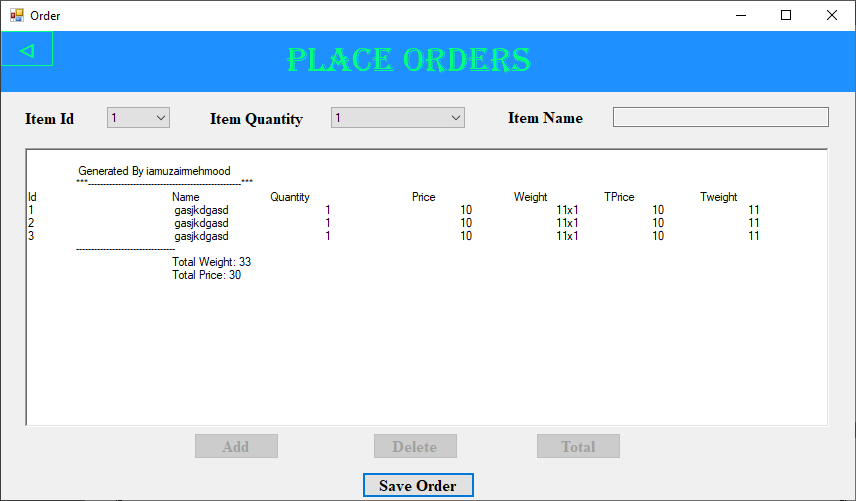 Order
PLACE ORDERS
Item Id 1 Item Quantity 1 Item Name
Generated By iamuzairmehmood
***---------------------------------------------------***
Id Name Quantity Price Weight TPrice Tweight
1 gasjkdgasd 1 10 11x1 10 11
2 gasjkdgasd 1 10 11x1 10 11
3 gasjkdgasd 1 10 11x1 10 11
---------------------------------
Total Weight: 33
Total Price: 30
Add Delete Total
Save Order